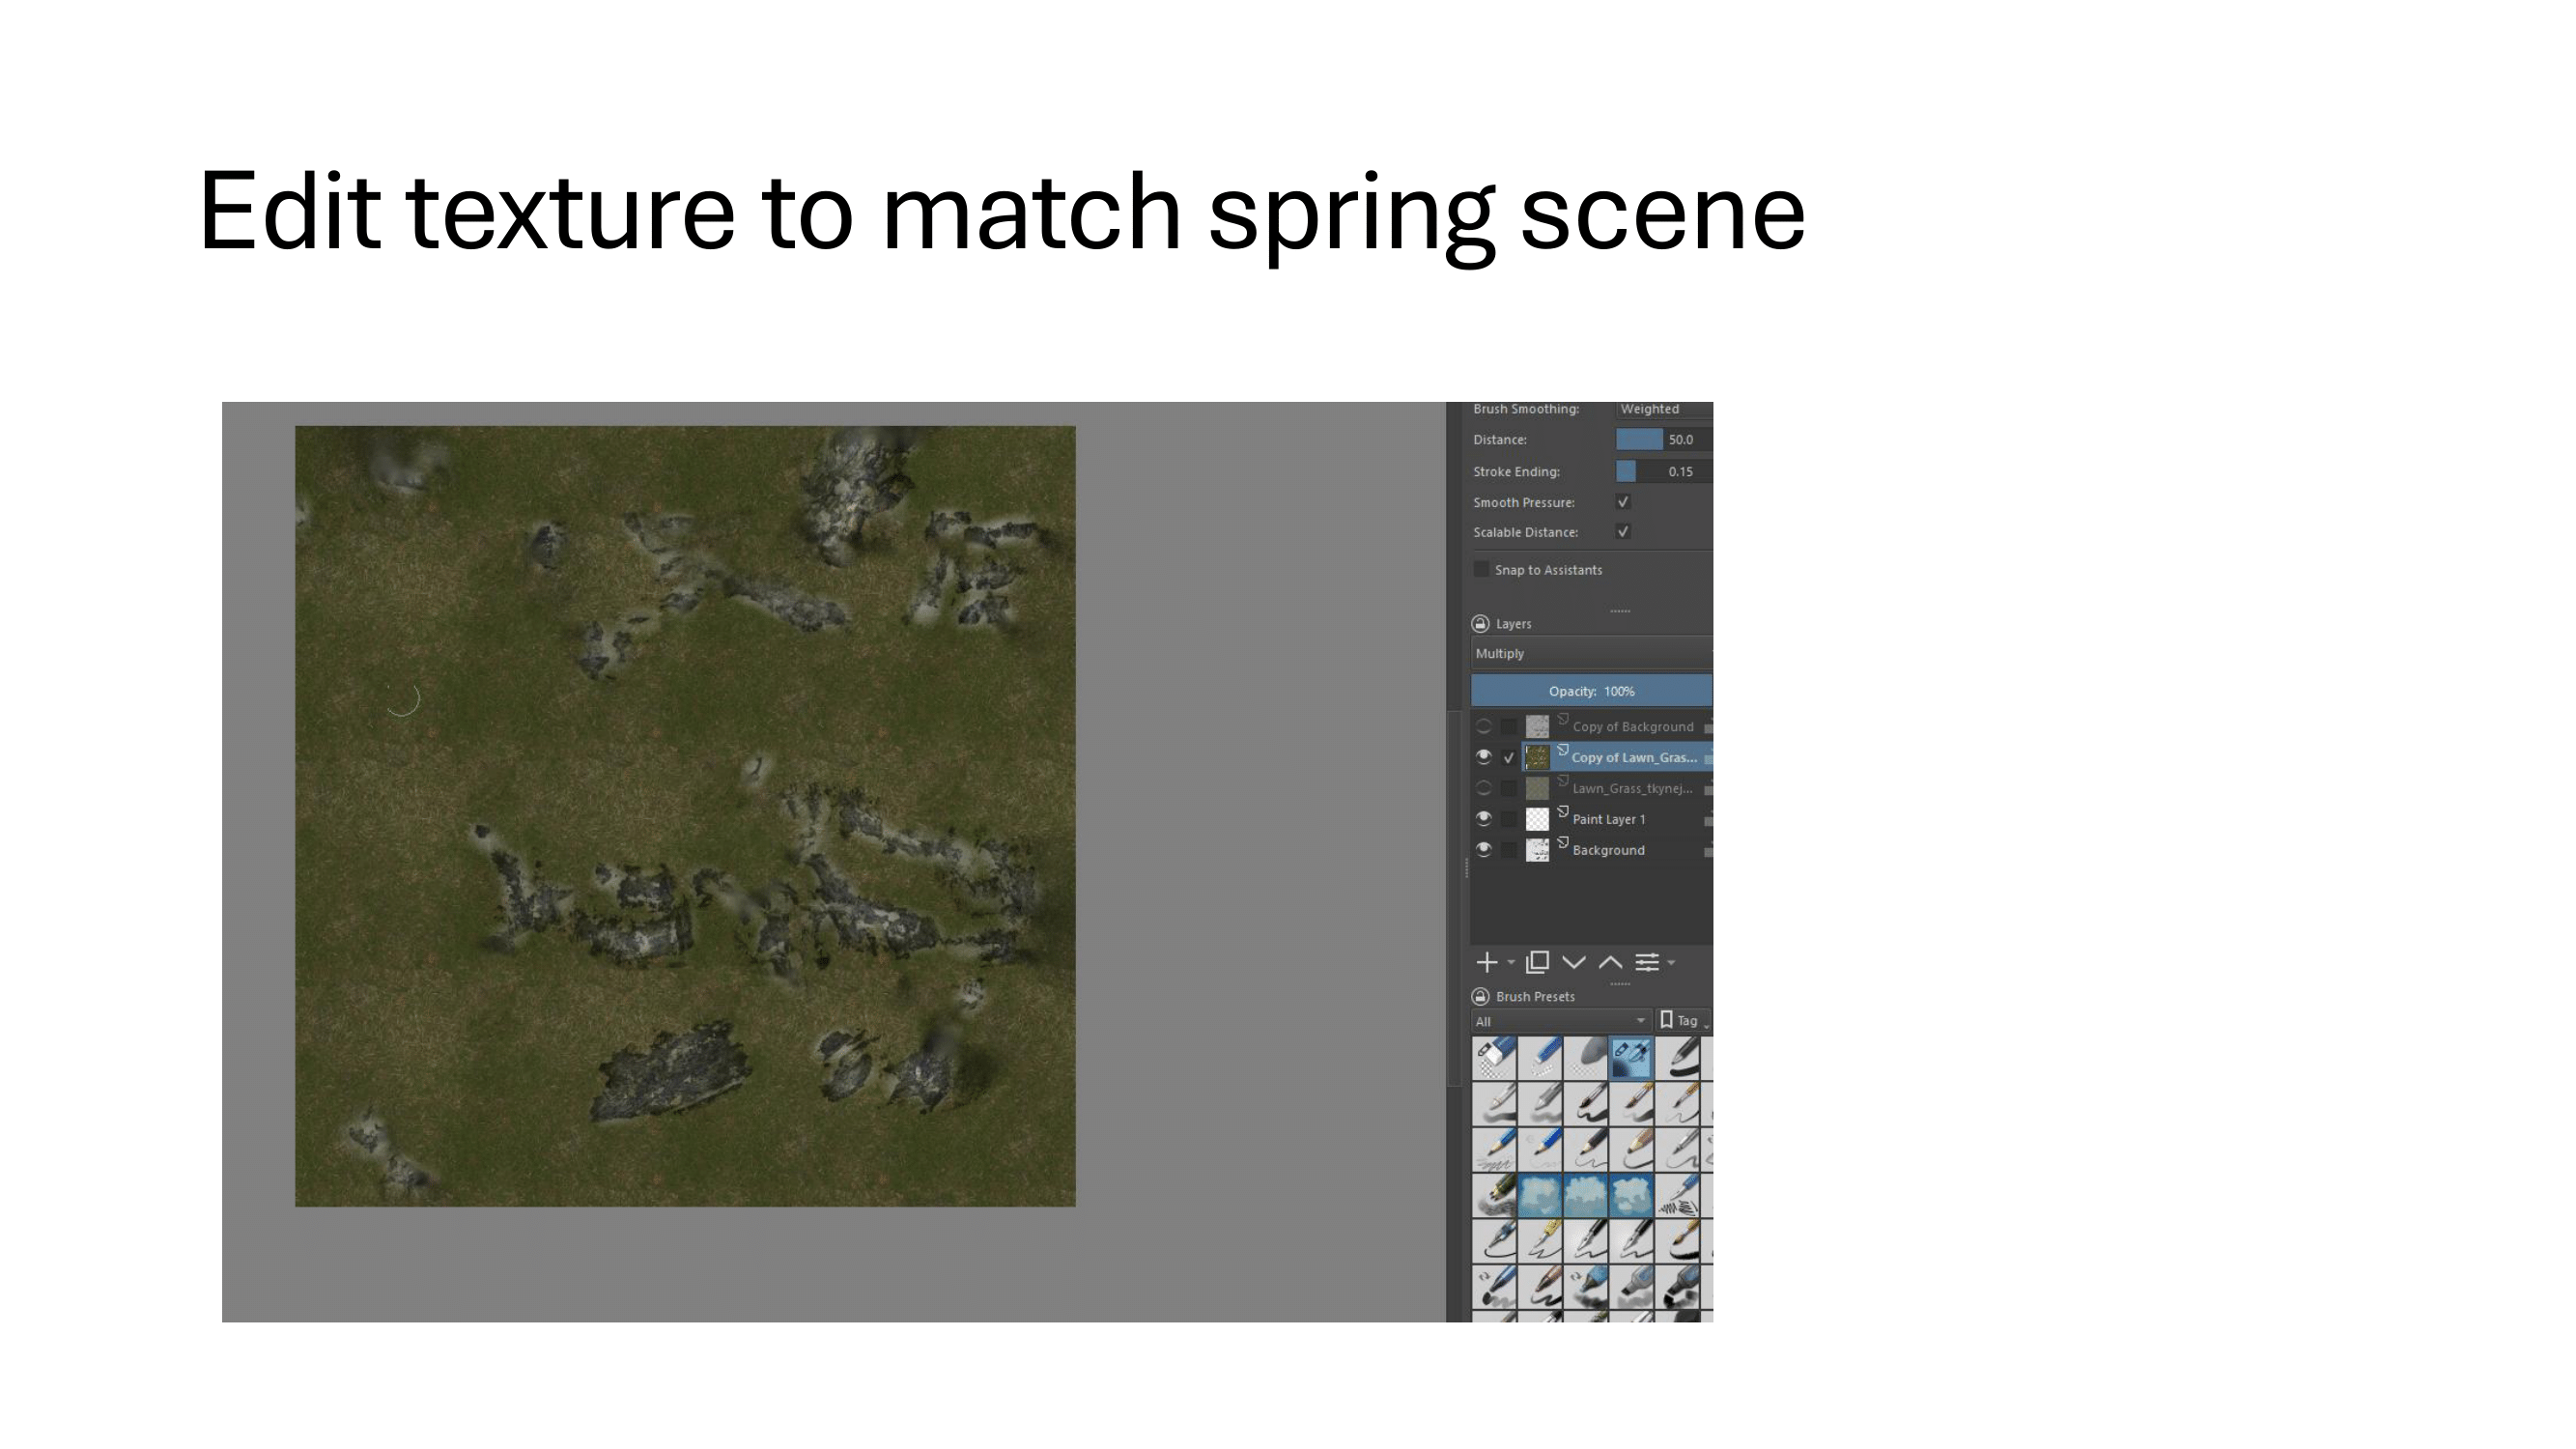 Edit texture to match spring scene
Brush Smoothing: Weighted
Distance: 50.0
Stroke Ending: 0.15
Smooth Pressure:
Scalable Distance:
Snap to Assistants
Layers
Multiply
Opacity: 100%
Copy of Background
Copy of Lawn_Gras...
Lawn_Grass_tkynej...
Paint Layer 1
Background
Brush Presets
All Tag